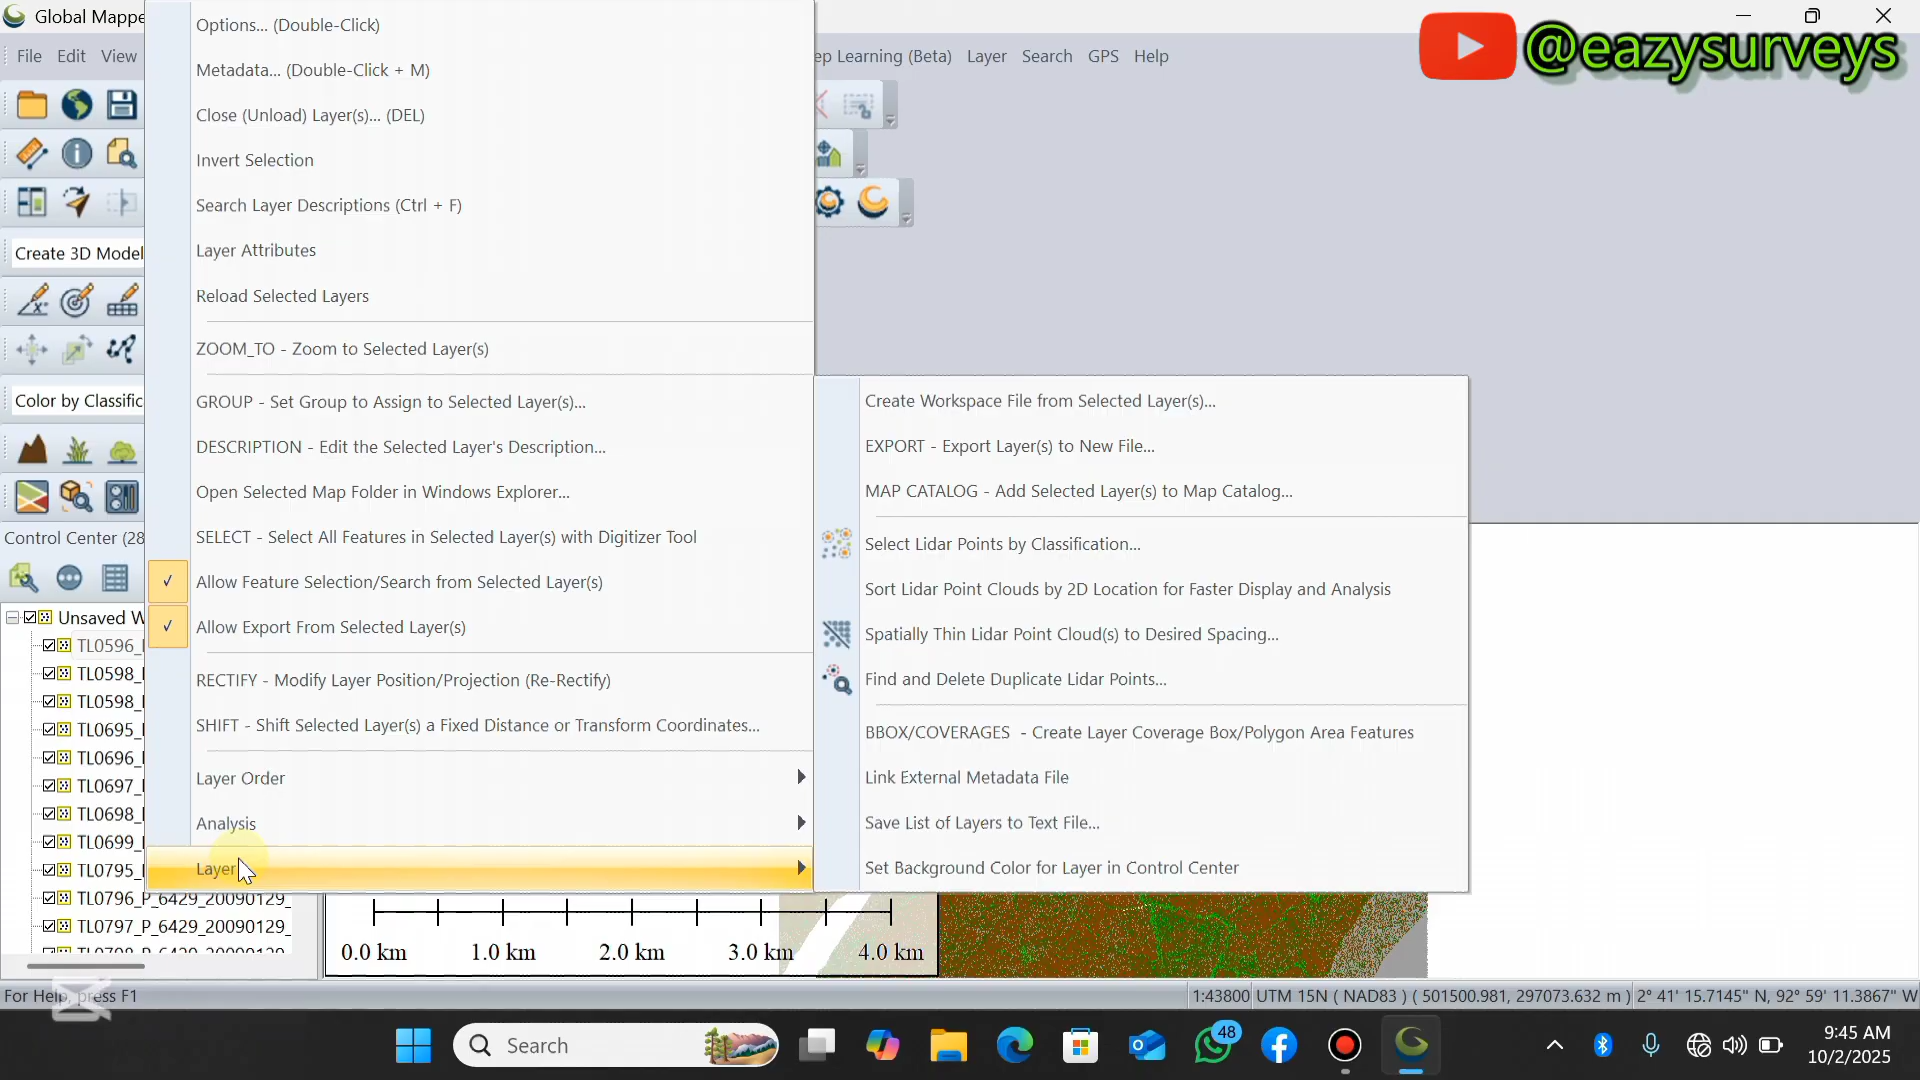 Global Mappe
@eazysurveys
File Edit View
ep Learning (Beta) Layer Search GPS Help
Options... (Double-Click)
Metadata... (Double-Click + M)
Close (Unload) Layer(s)... (DEL)
Invert Selection
Search Layer Descriptions (Ctrl + F)
Layer Attributes
Reload Selected Layers
ZOOM_TO - Zoom to Selected Layer(s)
GROUP - Set Group to Assign to Selected Layer(s)...
DESCRIPTION - Edit the Selected Layer's Description...
Open Selected Map Folder in Windows Explorer...
SELECT - Select All Features in Selected Layer(s) with Digitizer Tool
Allow Feature Selection/Search from Selected Layer(s)
Allow Export From Selected Layer(s)
RECTIFY - Modify Layer Position/Projection (Re-Rectify)
SHIFT - Shift Selected Layer(s) a Fixed Distance or Transform Coordinates...
Layer Order
Analysis
Layer
Create Workspace File from Selected Layer(s)...
EXPORT - Export Layer(s) to New File...
MAP CATALOG - Add Selected Layer(s) to Map Catalog...
Select Lidar Points by Classification...
Sort Lidar Point Clouds by 2D Location for Faster Display and Analysis
Spatially Thin Lidar Point Cloud(s) to Desired Spacing...
Find and Delete Duplicate Lidar Points...
BBOX/COVERAGES - Create Layer Coverage Box/Polygon Area Features
Link External Metadata File
Save List of Layers to Text File...
Set Background Color for Layer in Control Center
Create 3D Model
Color by Classific
Control Center (28
Unsaved W
TL0596_
TL0598_
TL0598_
TL0695_
TL0696_
TL0697_
TL0698_
TL0699_
TL0795_
TL0796_P_6429_20090129_
TL0797_P_6429_20090129_
0.0 km 1.0 km 2.0 km 3.0 km 4.0 km
For Help, press F1
1:43800 UTM 15N ( NAD83 ) ( 501500.981, 297073.632 m ) 2° 41' 15.7145" N, 92° 59' 11.3867" W
Search
48
9:45 AM
10/2/2025